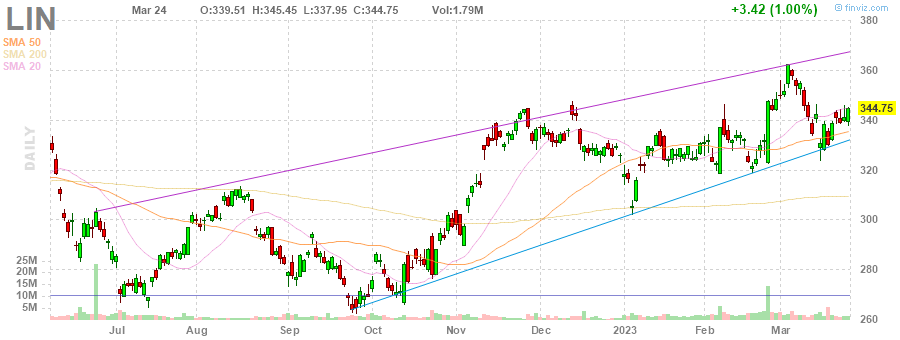 LIN Mar 24 O:339.51 H:345.45 L:337.95 C:344.75 Vol:1.79M +3.42 (1.00%) finviz.com
SMA 50
SMA 200
SMA 20
DAILY
380
360
344.75
340
320
300
280
260
25M
20M
15M
10M
5M
Jul Aug Sep Oct Nov Dec 2023 Feb Mar